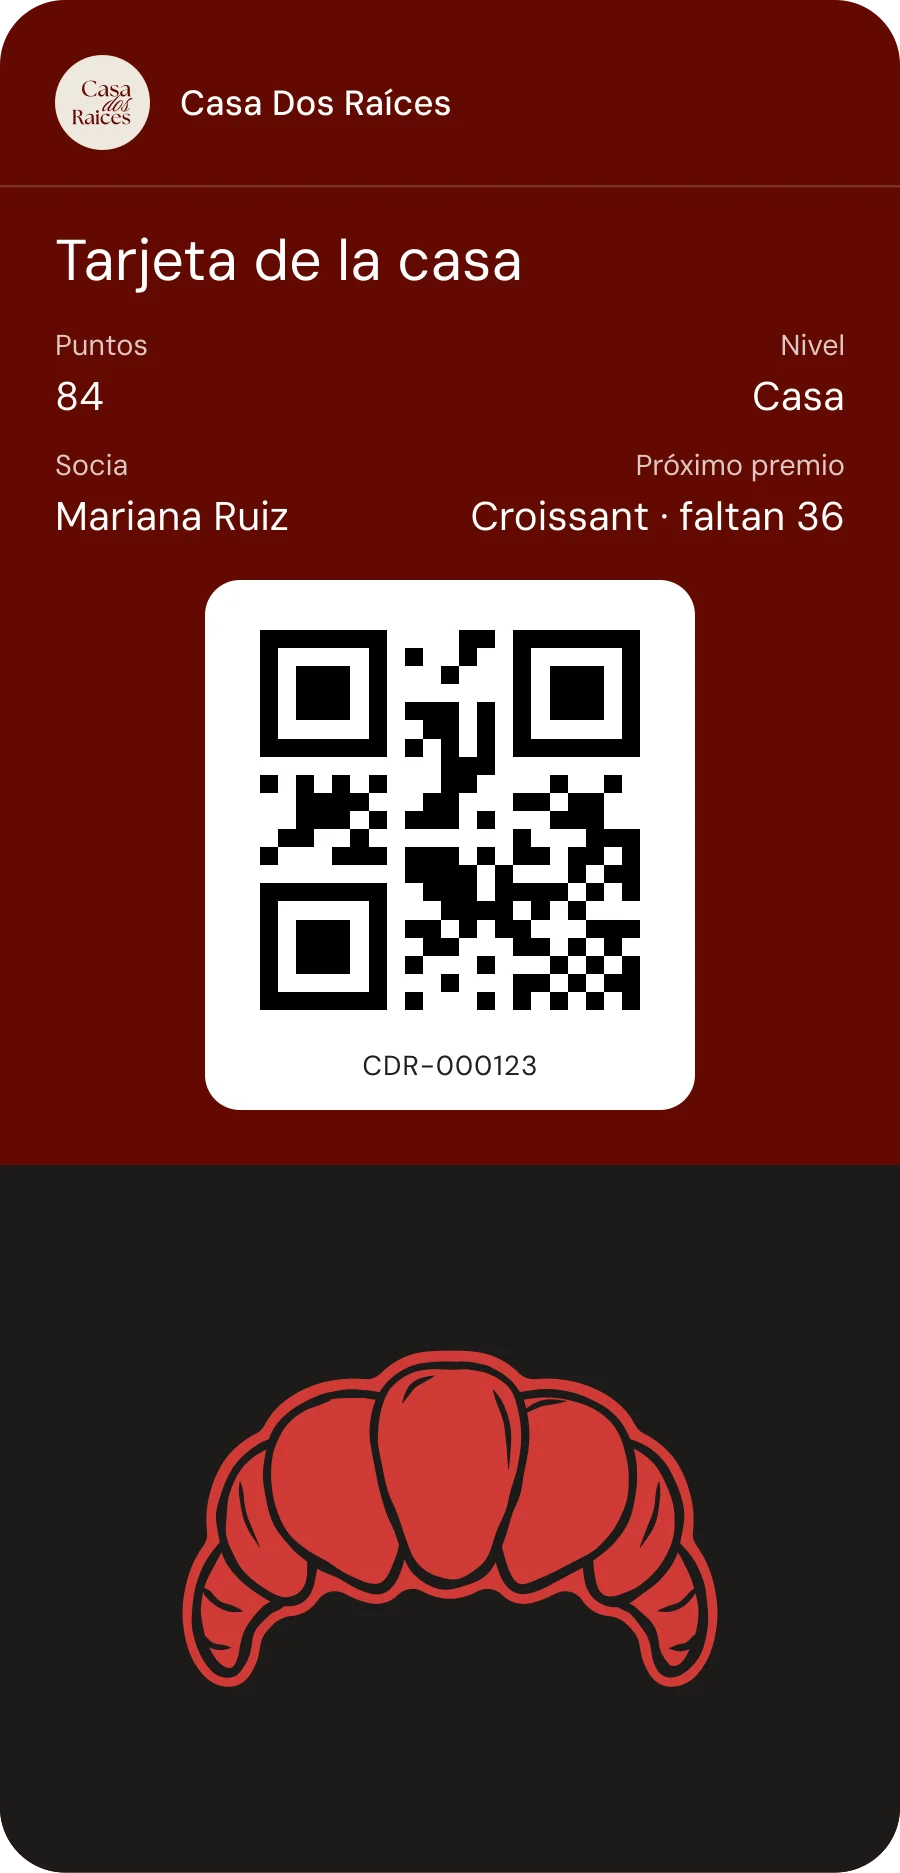 Casa
dos
Raíces
Casa Dos Raíces
Tarjeta de la casa
Puntos
Nivel
84
Casa
Socia
Próximo premio
Mariana Ruiz
Croissant · faltan 36
CDR-000123